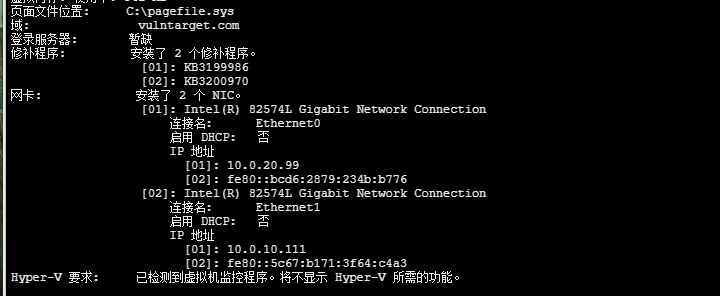 页面文件位置: C:\pagefile.sys
域: vulntarget.com
登录服务器: 暂缺
修补程序: 安装了 2 个修补程序。
[01]: KB3199986
[02]: KB3200970
网卡: 安装了 2 个 NIC。
[01]: Intel(R) 82574L Gigabit Network Connection
连接名: Ethernet0
启用 DHCP: 否
IP 地址
[01]: 10.0.20.99
[02]: fe80::bcd6:2879:234b:b776
[02]: Intel(R) 82574L Gigabit Network Connection
连接名: Ethernet1
启用 DHCP: 否
IP 地址
[01]: 10.0.10.111
[02]: fe80::5c67:b171:3f64:c4a3
Hyper-V 要求: 已检测到虚拟机监控程序。将不显示 Hyper-V 所需的功能。